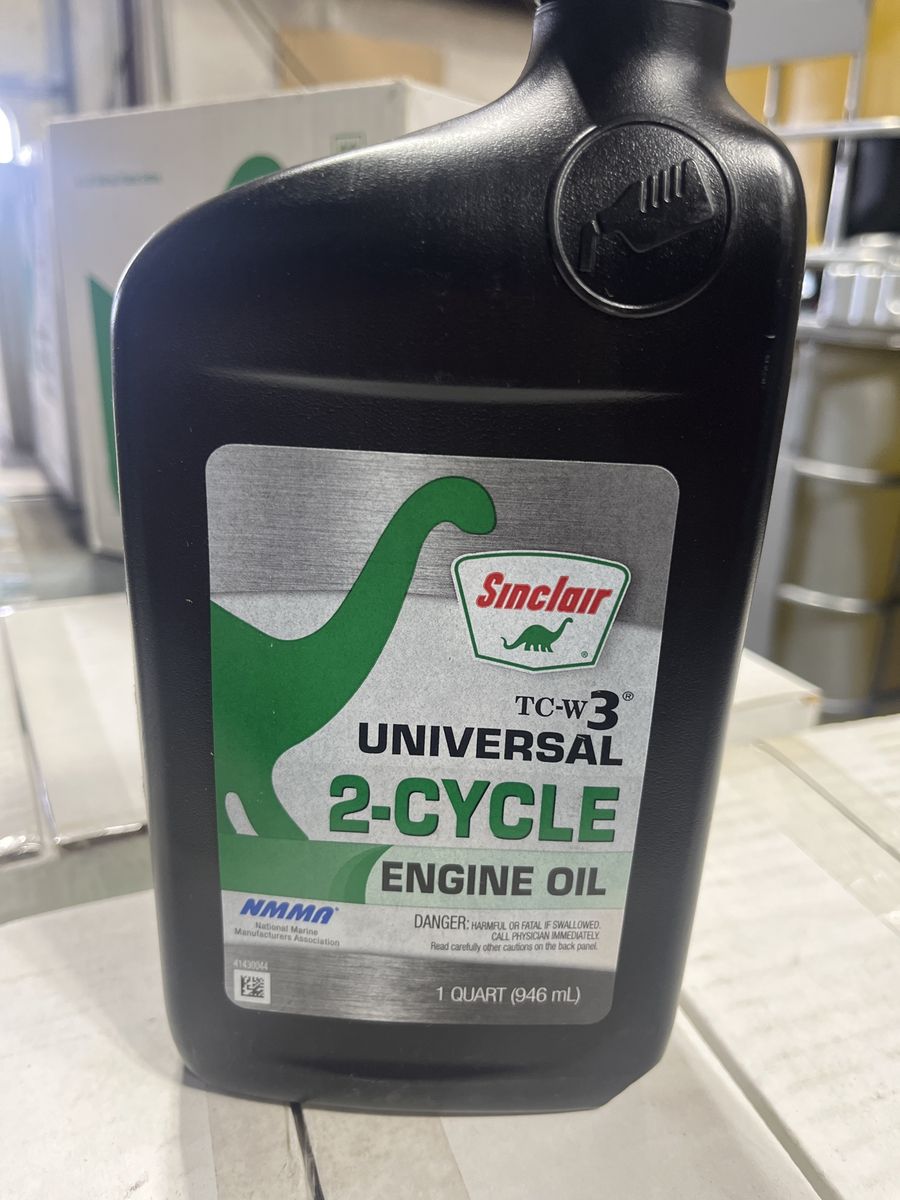 Sinclair
®
TC-W3®
UNIVERSAL
2-CYCLE
ENGINE OIL
NMMA®
National Marine
Manufacturers Association
DANGER: HARMFUL OR FATAL IF SWALLOWED.
CALL PHYSICIAN IMMEDIATELY.
Read carefully other cautions on the back panel.
41430044
1 QUART (946 mL)